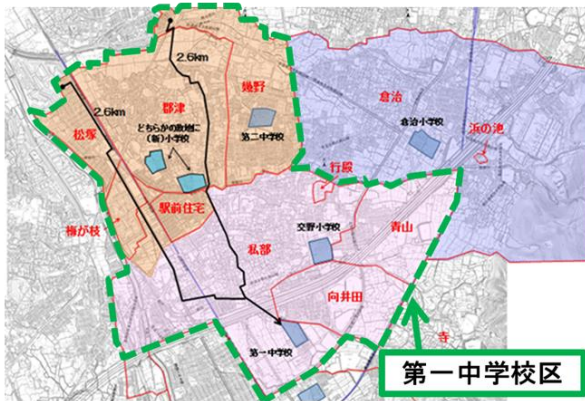 2.6km
幾野
倉治
松塚
2.6km
郡津
第二中学校
倉治小学校
浜の池
どちらかの敷地に
(新)小学校
行殿
梅が枝
駅前住宅
私部
交野小学校
青山
向井田
第一中学校
寺
第一中学校区